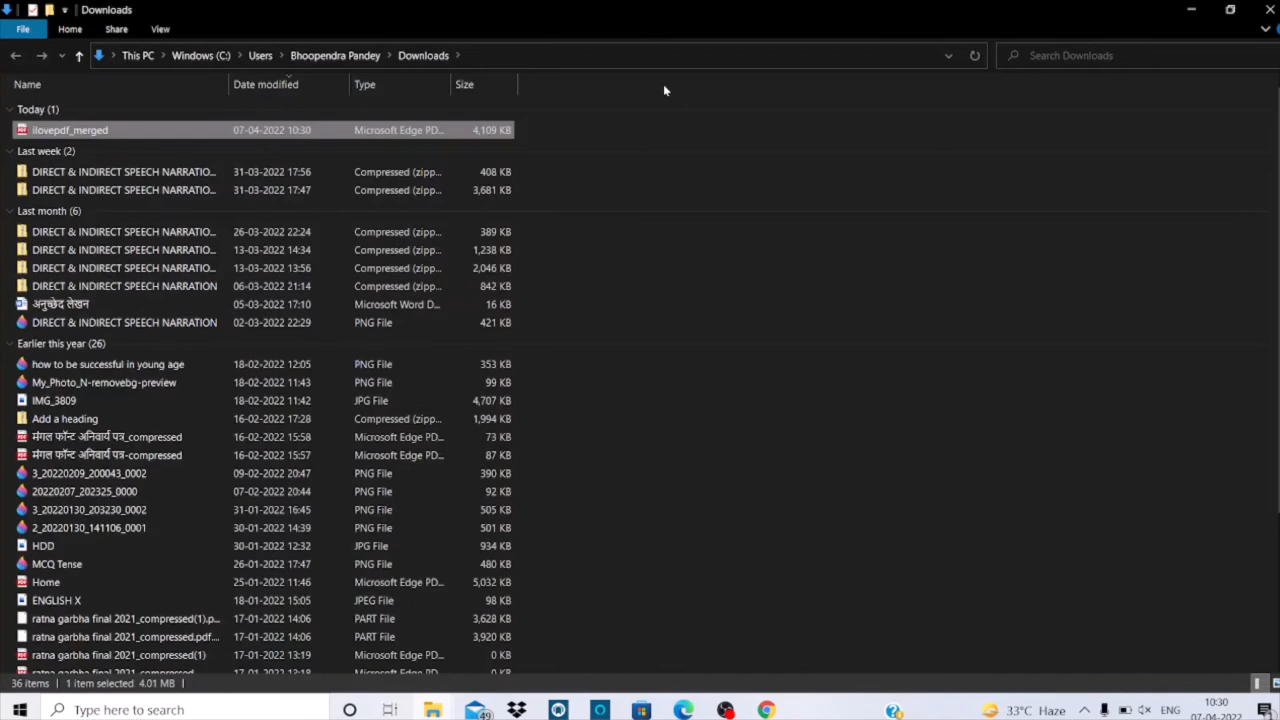 Downloads
File Home Share View
This PC Windows (C:) Users Bhoopendra Pandey Downloads Search Downloads
Name Date modified Type Size
Today (1)
ilovepdf_merged 07-04-2022 10:30 Microsoft Edge PD... 4,109 KB
Last week (2)
DIRECT & INDIRECT SPEECH NARRATIO... 31-03-2022 17:56 Compressed (zipp... 408 KB
DIRECT & INDIRECT SPEECH NARRATIO... 31-03-2022 17:47 Compressed (zipp... 3,681 KB
Last month (6)
DIRECT & INDIRECT SPEECH NARRATIO... 26-03-2022 22:24 Compressed (zipp... 389 KB
DIRECT & INDIRECT SPEECH NARRATIO... 13-03-2022 14:34 Compressed (zipp... 1,238 KB
DIRECT & INDIRECT SPEECH NARRATIO... 13-03-2022 13:56 Compressed (zipp... 2,046 KB
DIRECT & INDIRECT SPEECH NARRATION 06-03-2022 21:14 Compressed (zipp... 842 KB
अनुच्छेद लेखन 05-03-2022 17:10 Microsoft Word D... 16 KB
DIRECT & INDIRECT SPEECH NARRATION 02-03-2022 22:29 PNG File 421 KB
Earlier this year (26)
how to be successful in young age 18-02-2022 12:05 PNG File 353 KB
My_Photo_N-removebg-preview 18-02-2022 11:43 PNG File 99 KB
IMG_3809 18-02-2022 11:42 JPG File 4,707 KB
Add a heading 16-02-2022 17:28 Compressed (zipp... 1,994 KB
मंगल फॉन्ट अनिवार्य पत्र_compressed 16-02-2022 15:58 Microsoft Edge PD... 73 KB
मंगल फॉन्ट अनिवार्य पत्र-compressed 16-02-2022 15:57 Microsoft Edge PD... 87 KB
3_20220209_200043_0002 09-02-2022 20:47 PNG File 390 KB
20220207_202325_0000 07-02-2022 20:44 PNG File 92 KB
3_20220130_203230_0002 31-01-2022 16:45 PNG File 505 KB
2_20220130_141106_0001 30-01-2022 14:39 PNG File 501 KB
HDD 30-01-2022 12:32 JPG File 934 KB
MCQ Tense 26-01-2022 17:47 PNG File 480 KB
Home 25-01-2022 11:46 Microsoft Edge PD... 5,032 KB
ENGLISH X 18-01-2022 15:05 JPEG File 98 KB
ratna garbha final 2021_compressed(1).p... 17-01-2022 14:06 PART File 3,628 KB
ratna garbha final 2021_compressed.pdf... 17-01-2022 14:06 PART File 3,920 KB
ratna garbha final 2021_compressed(1) 17-01-2022 13:19 Microsoft Edge PD... 0 KB
ratna garbha final 2021_compressed 17-01-2022 13:18 Microsoft Edge PD... 0 KB
36 items 1 item selected 4.01 MB
Type here to search 49 33°C Haze ENG 10:30
07-04-2022